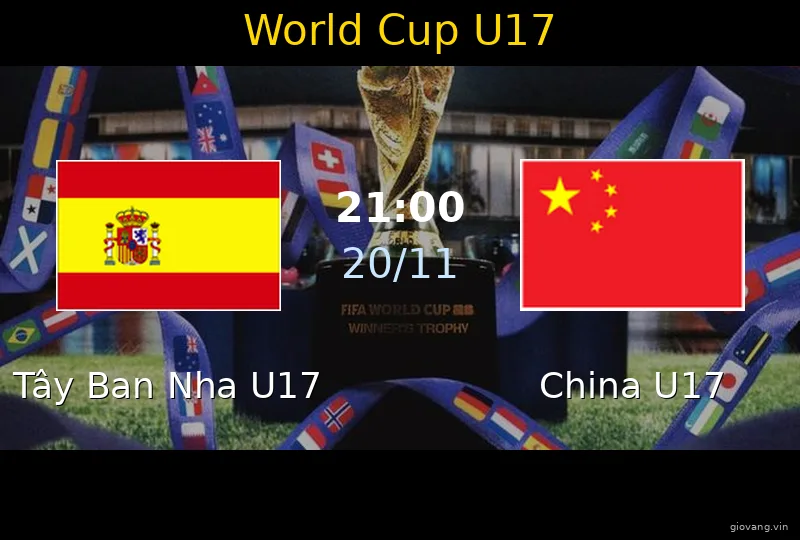 World Cup U17
21:00
20/11
FIFA WORLD CUP
WINNER'S TROPHY
Tây Ban Nha U17
China U17
giovang.vin